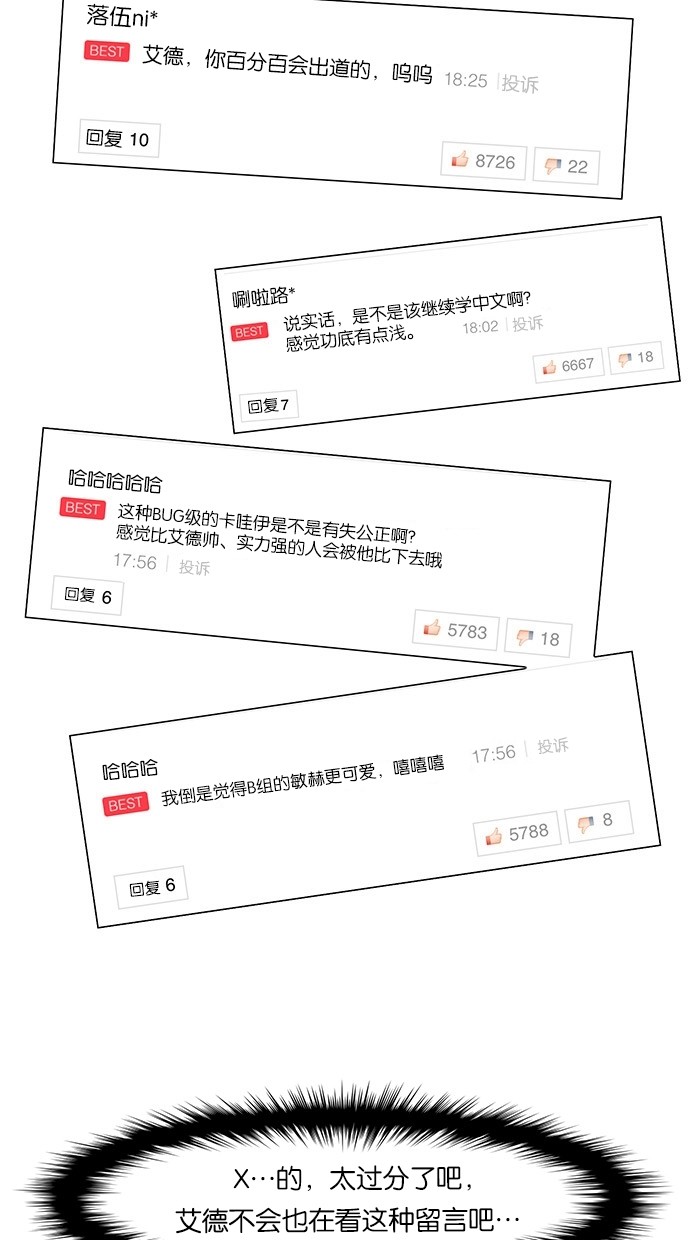 落伍ni*
BEST 艾德，你百分百会出道的，呜呜 18:25 投诉
回复 10
8726 22
唰啦路*
BEST 说实话，是不是该继续学中文啊?
感觉功底有点浅。 18:02 投诉
6667 18
回复7
哈哈哈哈哈
BEST 这种BUG级的卡哇伊是不是有失公正啊?
感觉比艾德帅、实力强的人会被他比下去哦
17:56 投诉
回复 6
5783 18
哈哈哈
BEST 我倒是觉得B组的敏赫更可爱，嘻嘻嘻 17:56 投诉
5788 8
回复 6
X…的，太过分了吧，
艾德不会也在看这种留言吧…